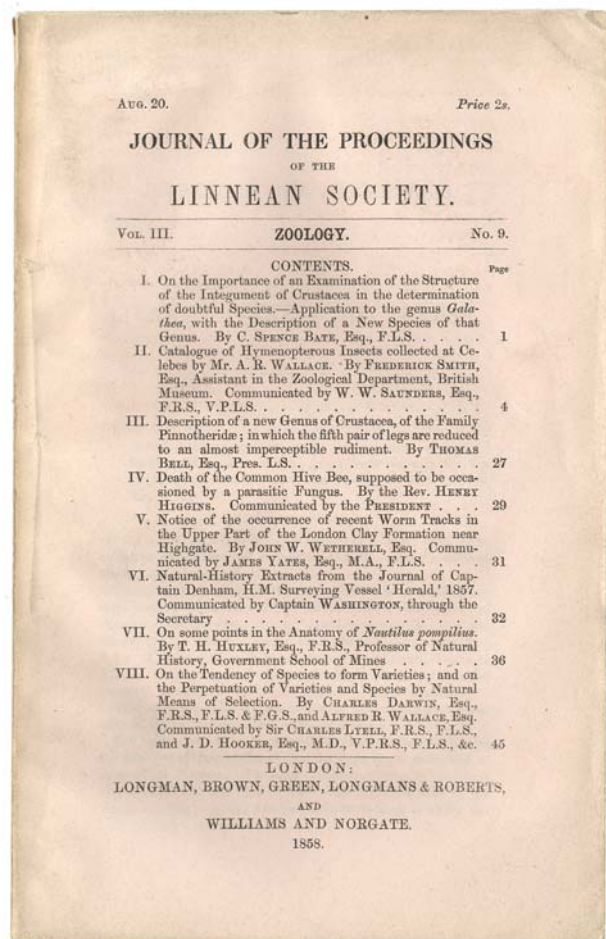 Aug. 20.
Price 2s.
JOURNAL OF THE PROCEEDINGS
OF THE
LINNEAN SOCIETY.
Vol. III.
ZOOLOGY.
No. 9.
CONTENTS.
Page
I. On the Importance of an Examination of the Structure
of the Integument of Crustacea in the determination
of doubtful Species.—Application to the genus Gala-
thea, with the Description of a New Species of that
Genus. By C. Spence Bate, Esq., F.L.S. . . . . . 1
II. Catalogue of Hymenopterous Insects collected at Ce-
lebes by Mr. A. R. Wallace. By Frederick Smith,
Esq., Assistant in the Zoological Department, British
Museum. Communicated by W. W. Saunders, Esq.,
F.R.S., V.P.L.S. . . . . . . . . . . . . . 4
III. Description of a new Genus of Crustacea, of the Family
Pinnotheridæ; in which the fifth pair of legs are reduced
to an almost imperceptible rudiment. By Thomas
Bell, Esq., Pres. L.S. . . . . . . . . . . . 27
IV. Death of the Common Hive Bee, supposed to be occa-
sioned by a parasitic Fungus. By the Rev. Henry
Higgins. Communicated by the President . . . 29
V. Notice of the occurrence of recent Worm Tracks in
the Upper Part of the London Clay Formation near
Highgate. By John W. Wetherell, Esq. Commu-
nicated by James Yates, Esq., M.A., F.L.S. . . . 31
VI. Natural-History Extracts from the Journal of Cap-
tain Denham, H.M. Surveying Vessel ‘Herald,’ 1857.
Communicated by Captain Washington, through the
Secretary . . . . . . . . . . . . . . . 32
VII. On some points in the Anatomy of Nautilus pompilius.
By T. H. Huxley, Esq., F.R.S., Professor of Natural
History, Government School of Mines . . . . . 36
VIII. On the Tendency of Species to form Varieties; and on
the Perpetuation of Varieties and Species by Natural
Means of Selection. By Charles Darwin, Esq.,
F.R.S., F.L.S. & F.G.S., and Alfred R. Wallace, Esq.
Communicated by Sir Charles Lyell, F.R.S., F.L.S.,
and J. D. Hooker, Esq., M.D., V.P.R.S., F.L.S., &c. 45
LONDON:
LONGMAN, BROWN, GREEN, LONGMANS & ROBERTS,
AND
WILLIAMS AND NORGATE.
1858.